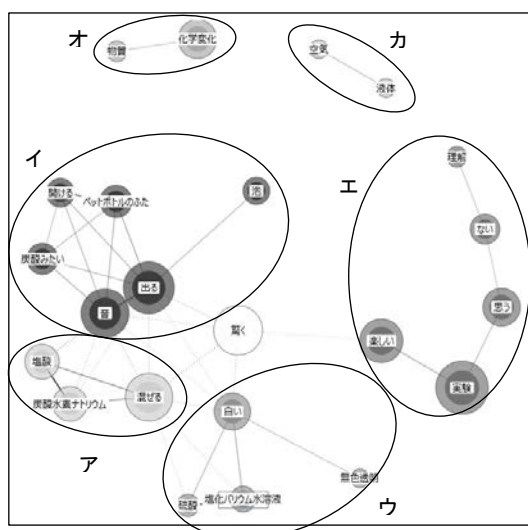 オ
物質
化学変化
カ
空気
液体
イ
開ける
ペットボトルのふた
泡
炭酸みたい
出る
音
エ
理解
ない
思う
楽しい
実験
驚く
塩酸
炭酸水素ナトリウム
混ぜる
ア
白い
硫酸
塩化バリウム水溶液
無色透明
ウ